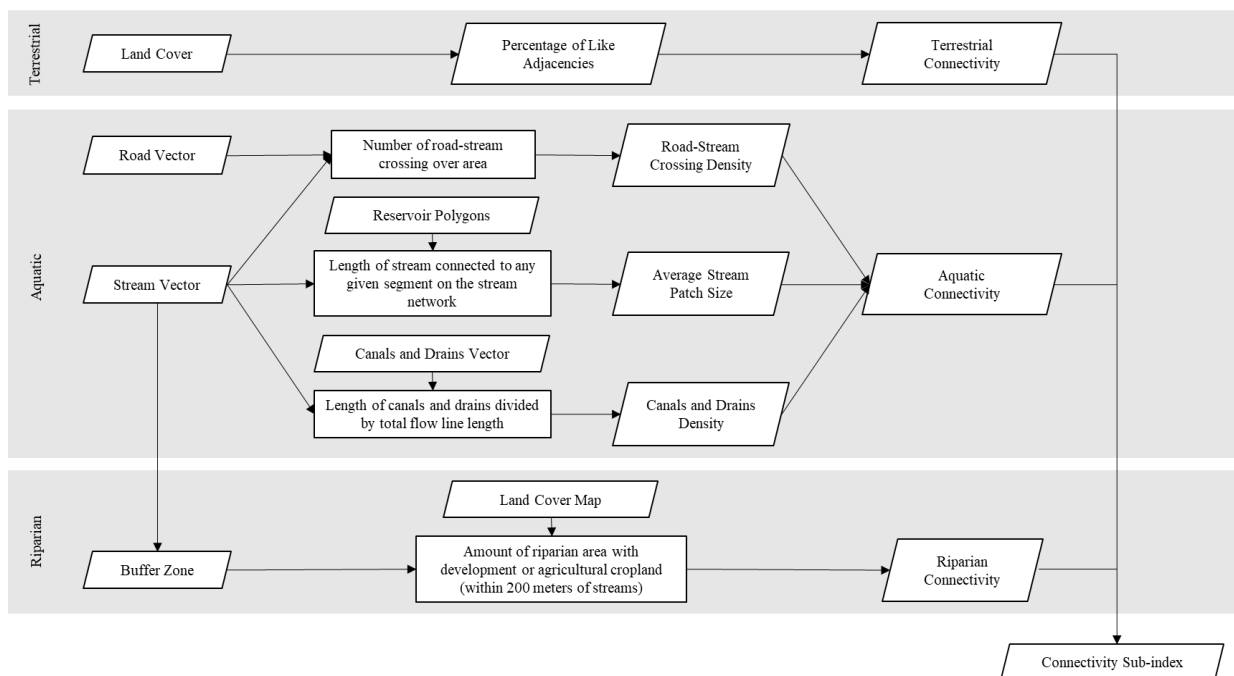 Terrestrial
Land Cover
Percentage of Like
Adjacencies
Terrestrial
Connectivity
Aquatic
Road Vector
Number of road-stream
crossing over area
Road-Stream
Crossing Density
Reservoir Polygons
Stream Vector
Length of stream connected to any
given segment on the stream
network
Average Stream
Patch Size
Aquatic
Connectivity
Canals and Drains Vector
Length of canals and drains divided
by total flow line length
Canals and Drains
Density
Riparian
Land Cover Map
Buffer Zone
Amount of riparian area with
development or agricultural cropland
(within 200 meters of streams)
Riparian
Connectivity
Connectivity Sub-index